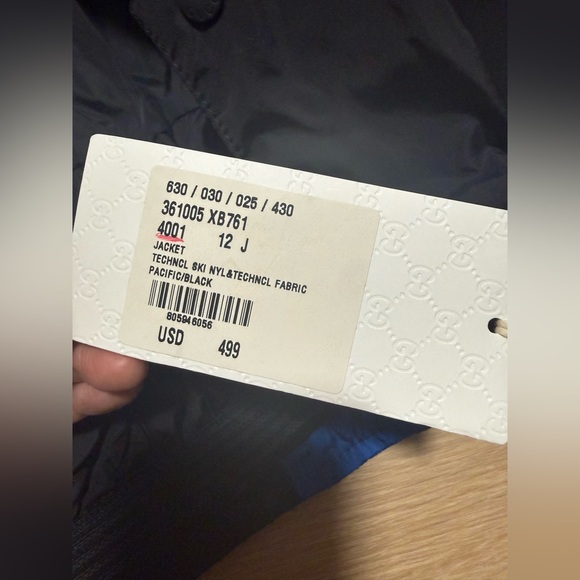 630 / 030 / 025 / 430
361005 XB761
4001 12 J
JACKET
TECHNCL SKI NYL&TECHNCL FABRIC
PACIFIC/BLACK
805946056
USD 499